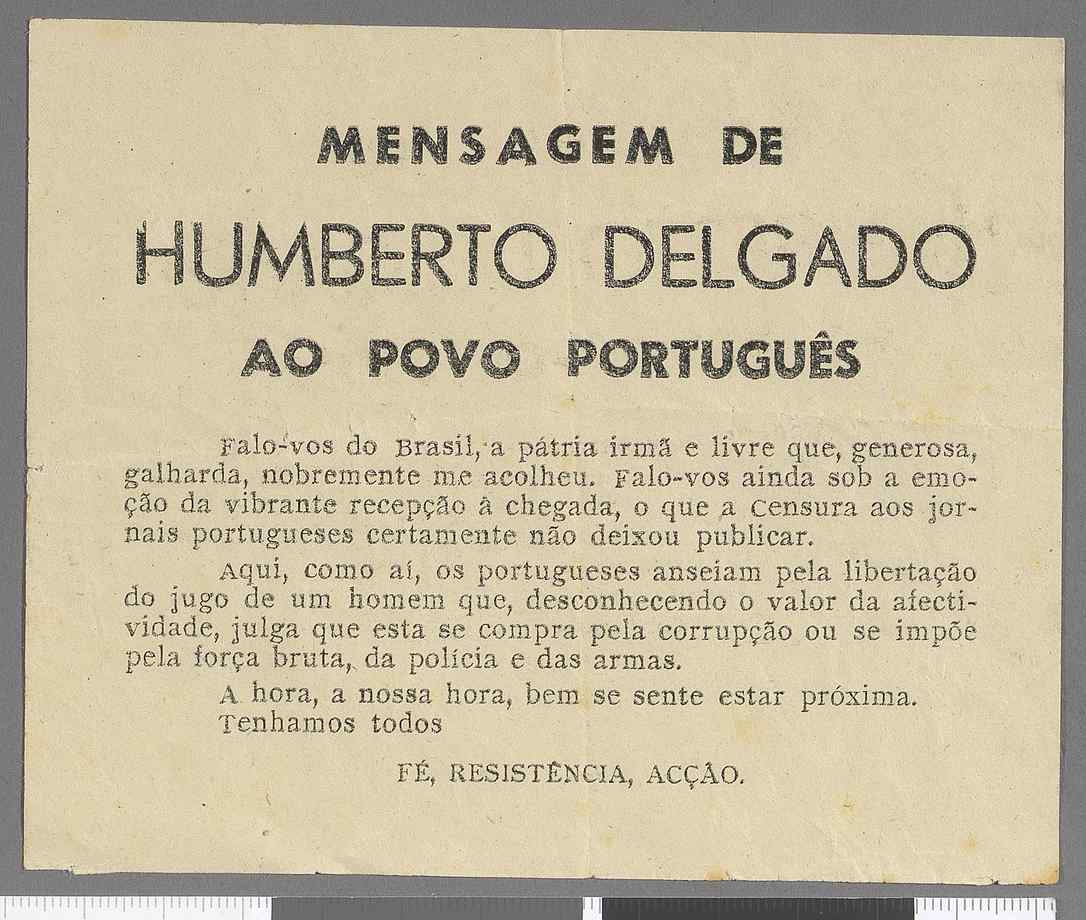 MENSAGEM DE
HUMBERTO DELGADO
AO POVO PORTUGUÊS
Falo-vos do Brasil, a pátria irmã e livre que, generosa,
galharda, nobremente me acolheu. Falo-vos ainda sob a emo-
ção da vibrante recepção à chegada, o que a Censura aos jor-
nais portugueses certamente não deixou publicar.
Aqui, como aí, os portugueses anseiam pela libertação
do jugo de um homem que, desconhecendo o valor da afecti-
vidade, julga que esta se compra pela corrupção ou se impõe
pela força bruta, da polícia e das armas.
A hora, a nossa hora, bem se sente estar próxima.
Tenhamos todos
FÉ, RESISTÊNCIA, ACÇÃO.